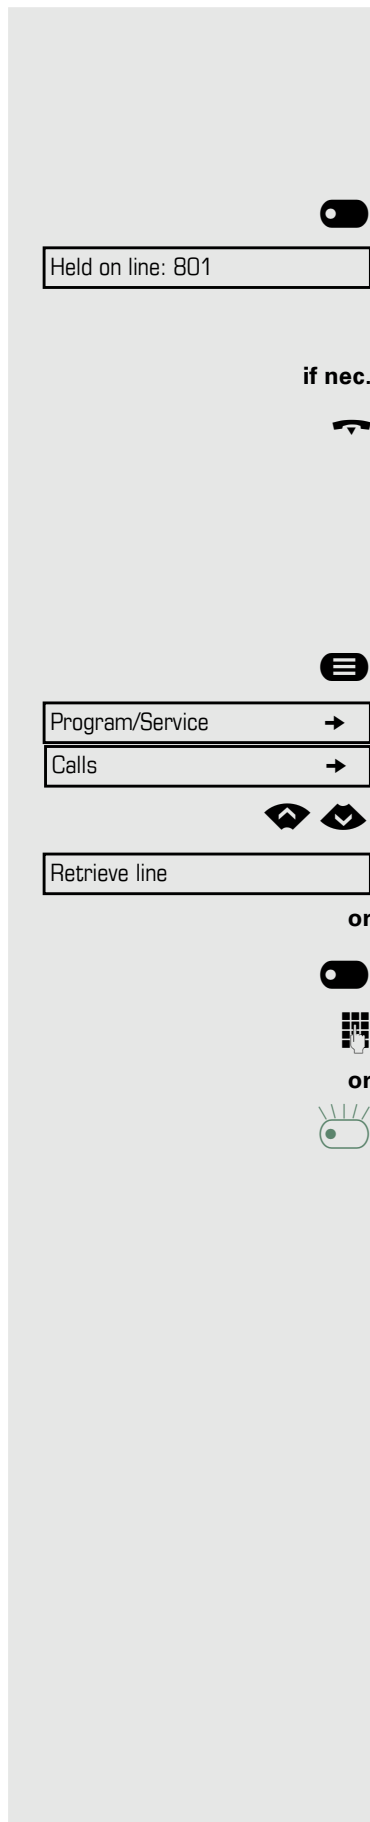 Held on line: 801
if nec.
Program/Service
Calls
Retrieve line
or
or